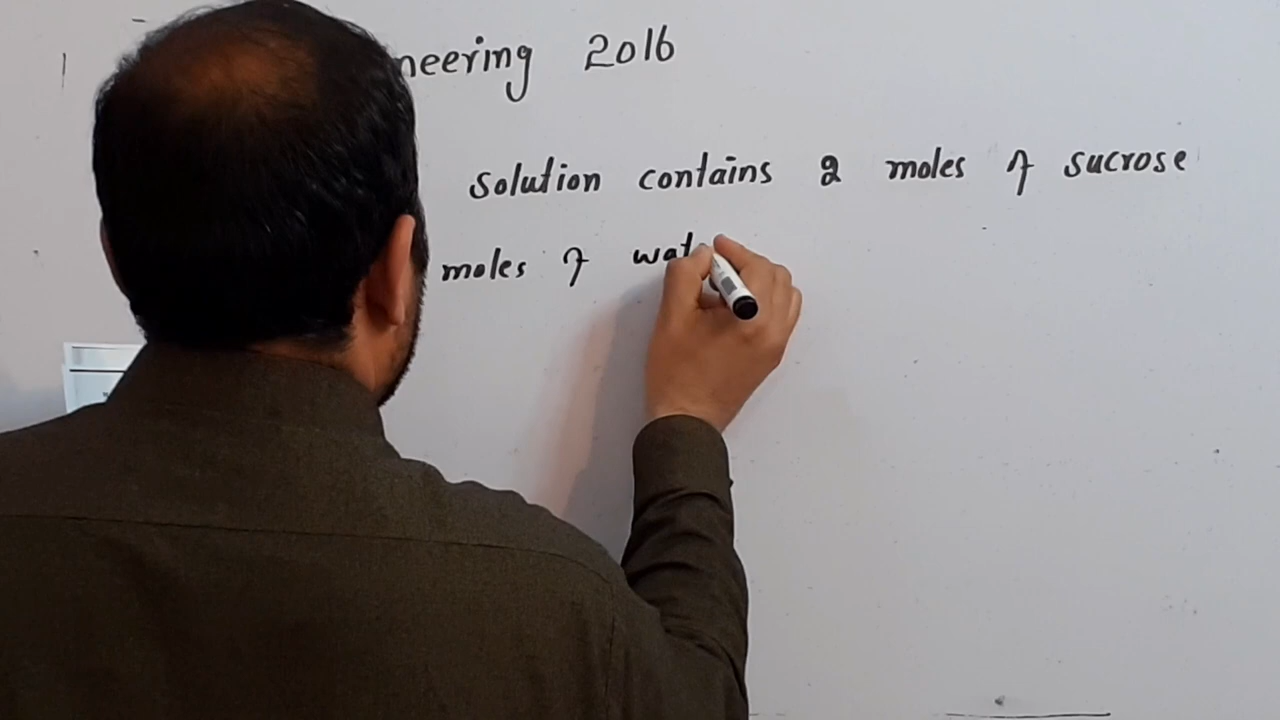 neering 2016
solution contains 2 moles of sucrose
moles of wat